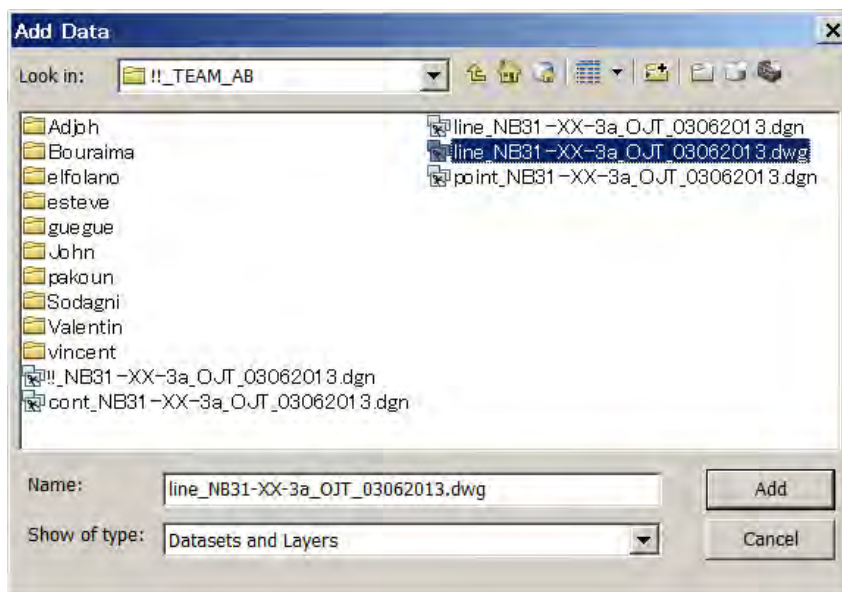 Add Data
Look in: !!_TEAM_AB
Adjoh
Bouraima
elfolano
esteve
guegue
John
pakoun
Sodagni
Valentin
vincent
!!_NB31-XX-3a_OJT_03062013.dgn
cont_NB31-XX-3a_OJT_03062013.dgn
line_NB31-XX-3a_OJT_03062013.dgn
line_NB31-XX-3a_OJT_03062013.dwg
point_NB31-XX-3a_OJT_03062013.dgn
Name: line_NB31-XX-3a_OJT_03062013.dwg
Add
Show of type: Datasets and Layers
Cancel